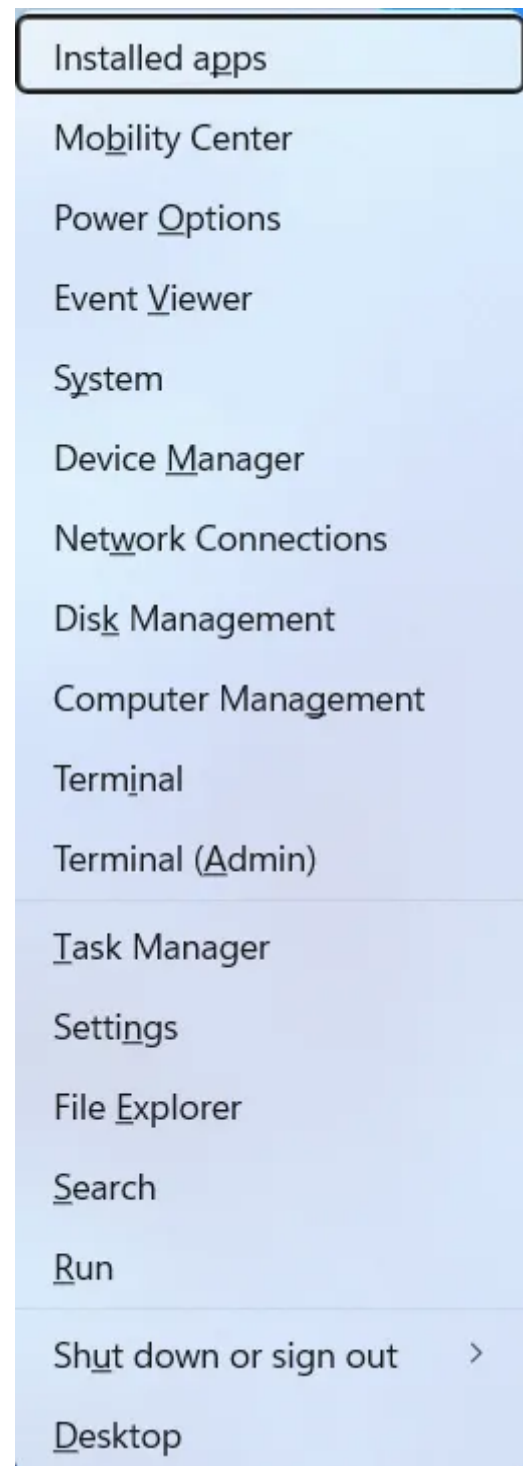 Installed apps
Mobility Center
Power Options
Event Viewer
System
Device Manager
Network Connections
Disk Management
Computer Management
Terminal
Terminal (Admin)
Task Manager
Settings
File Explorer
Search
Run
Shut down or sign out
Desktop